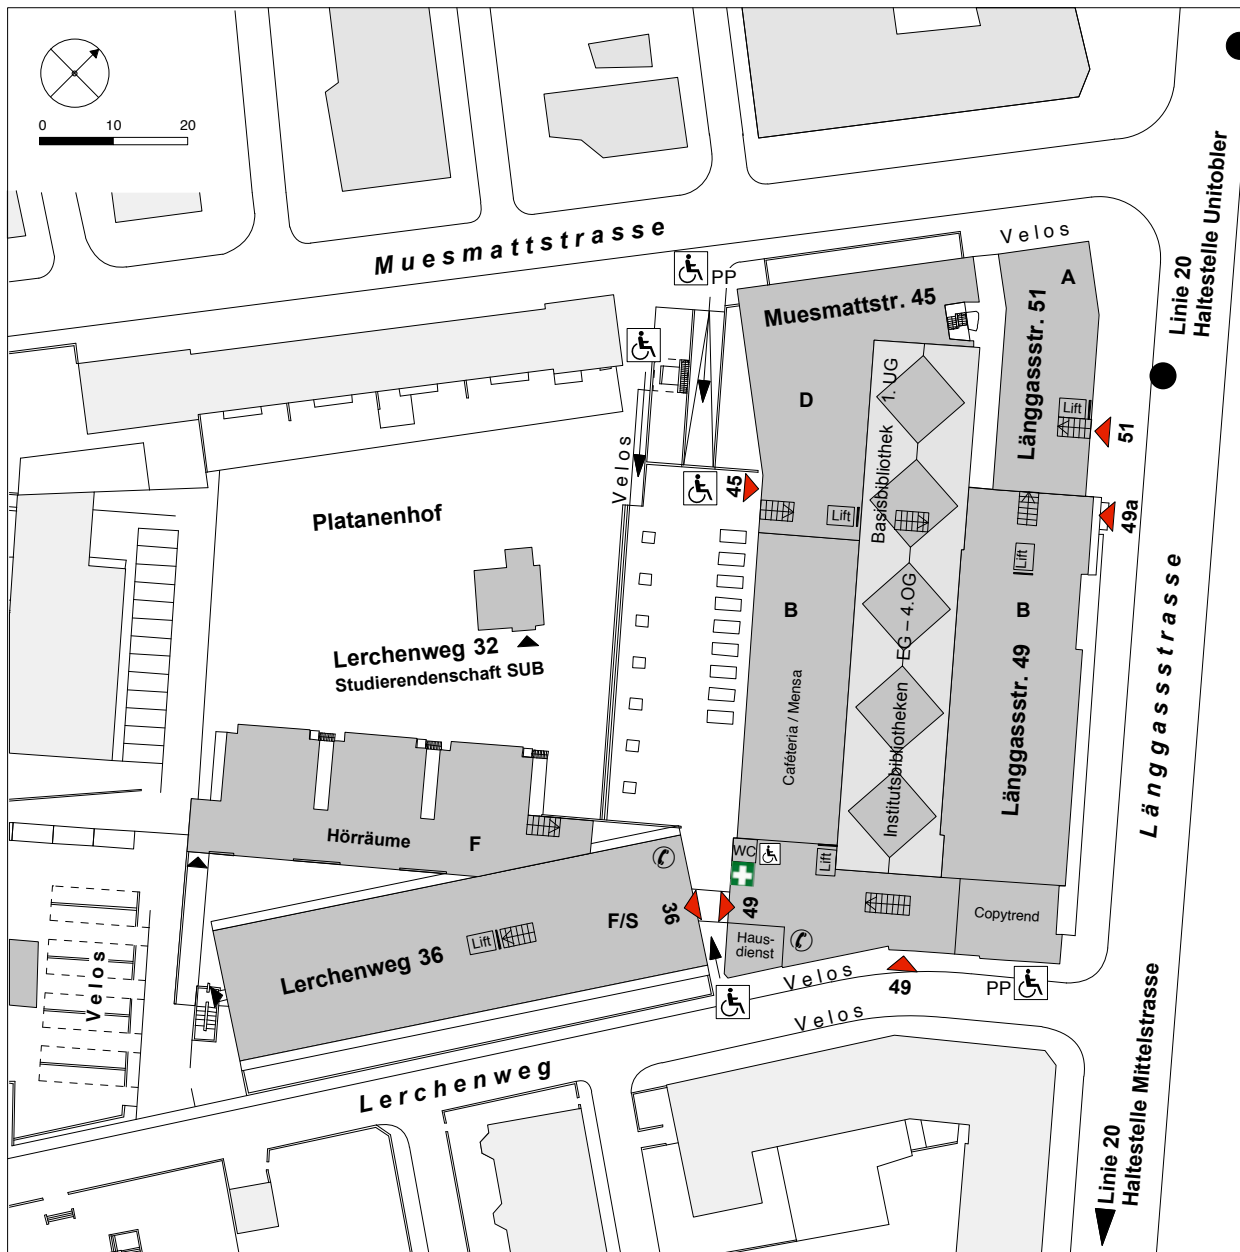 0 10 20
Muesmattstrasse
Velos
PP
Linie 20
Haltestelle Unitobler
Muesmattstr. 45
A
Länggassstr. 51
D
Lift
51
Velos
45
Lift
Basisbibliothek 1. UG
49a
Platanenhof
Lift
B
B
Lerchenweg 32
Studierendenschaft SUB
Cafeteria / Mensa
Institutsbibliotheken EG – 4.OG
Länggassstr. 49
Länggassstrasse
Hörräume
F
WC
Lift
36
49
F/S
Copytrend
Lift
Lerchenweg 36
Haus-
dienst
Velos
Velos
49
PP
Velos
Lerchenweg
Linie 20
Haltestelle Mittelstrasse